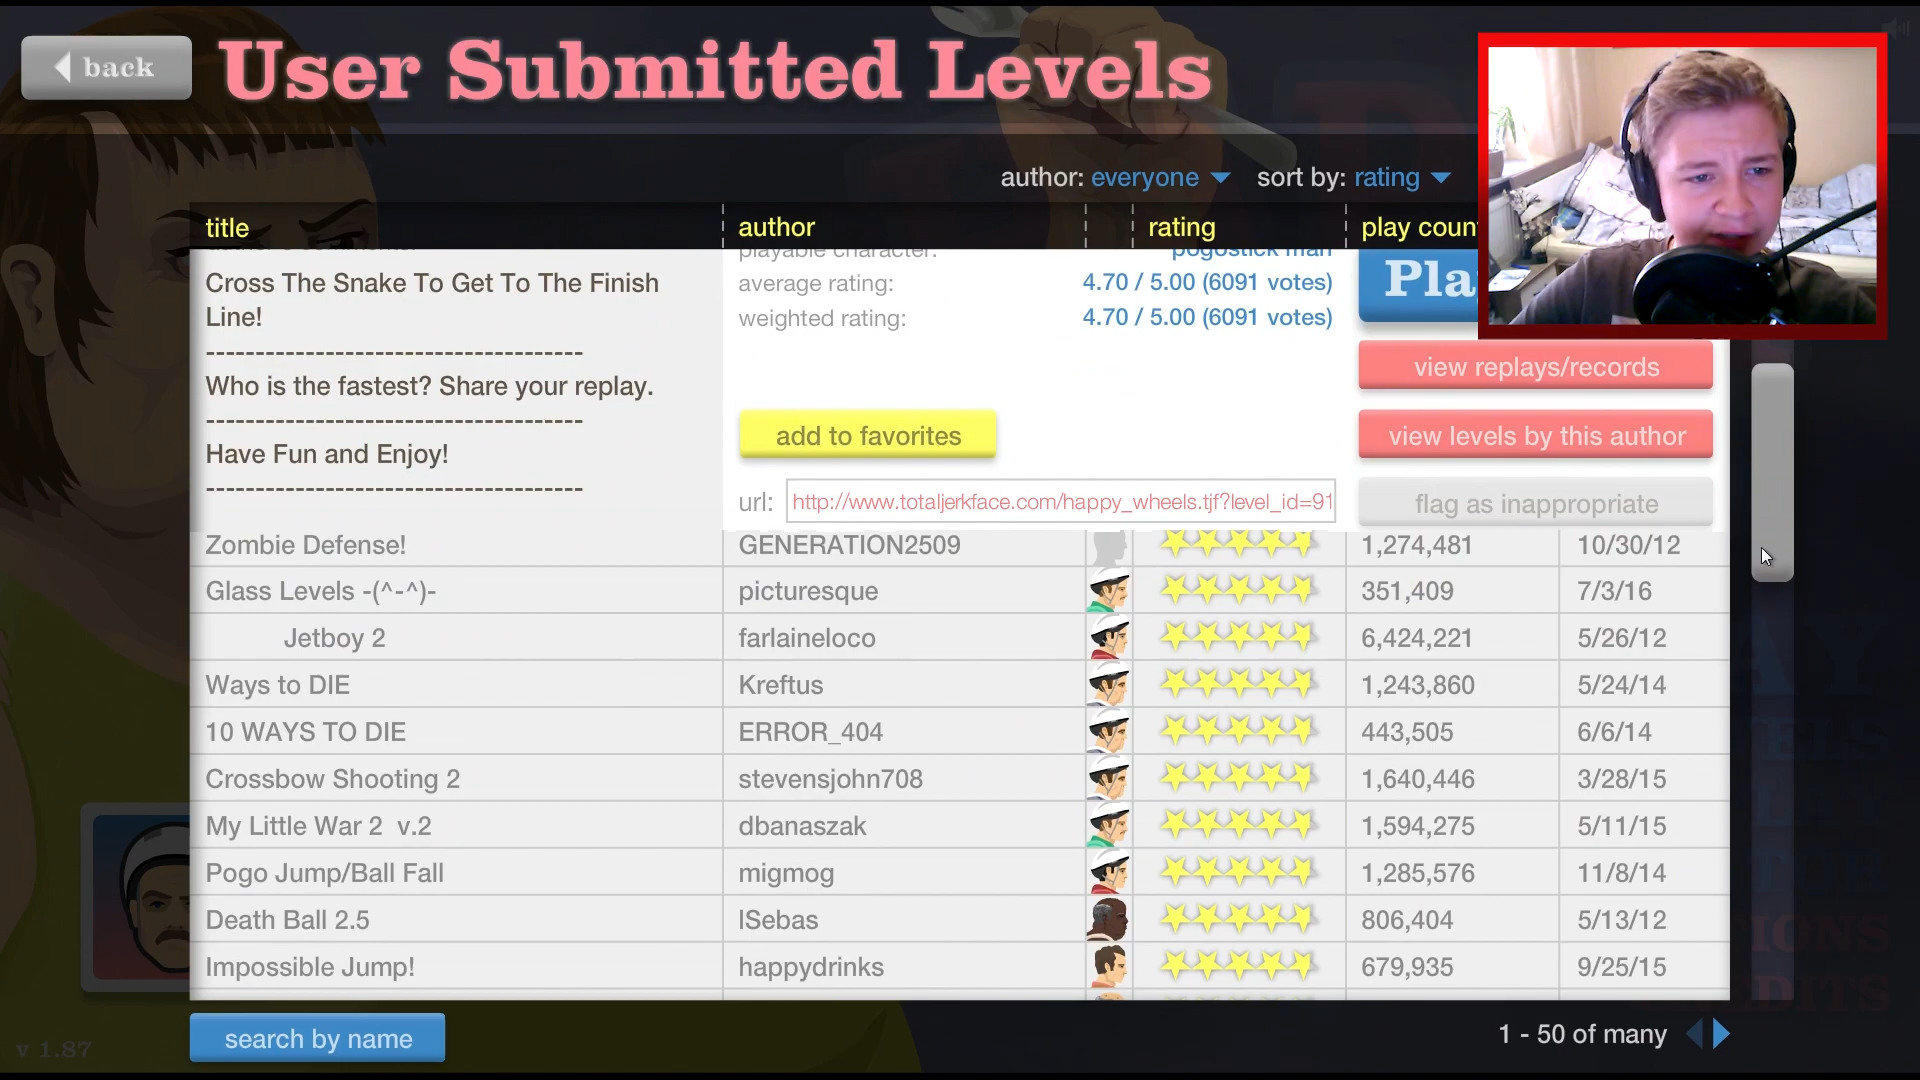 back
User Submitted Levels
author: everyone
sort by: rating
title
author
rating
play coun
playable character:
pogostick man
Cross The Snake To Get To The Finish
Line!
-------------------------------------
Who is the fastest? Share your replay.
-------------------------------------
Have Fun and Enjoy!
-------------------------------------
average rating:
4.70 / 5.00 (6091 votes)
weighted rating:
4.70 / 5.00 (6091 votes)
add to favorites
url: http://www.totaljerkface.com/happy_wheels.tjf?level_id=91
Pla
view replays/records
view levels by this author
flag as inappropriate
Zombie Defense! GENERATION2509 1,274,481 10/30/12
Glass Levels -(^-^)- picturesque 351,409 7/3/16
Jetboy 2 farlaineloco 6,424,221 5/26/12
Ways to DIE Kreftus 1,243,860 5/24/14
10 WAYS TO DIE ERROR_404 443,505 6/6/14
Crossbow Shooting 2 stevensjohn708 1,640,446 3/28/15
My Little War 2 v.2 dbanaszak 1,594,275 5/11/15
Pogo Jump/Ball Fall migmog 1,285,576 11/8/14
Death Ball 2.5 ISebas 806,404 5/13/12
Impossible Jump! happydrinks 679,935 9/25/15
search by name
1 - 50 of many
v 1.87